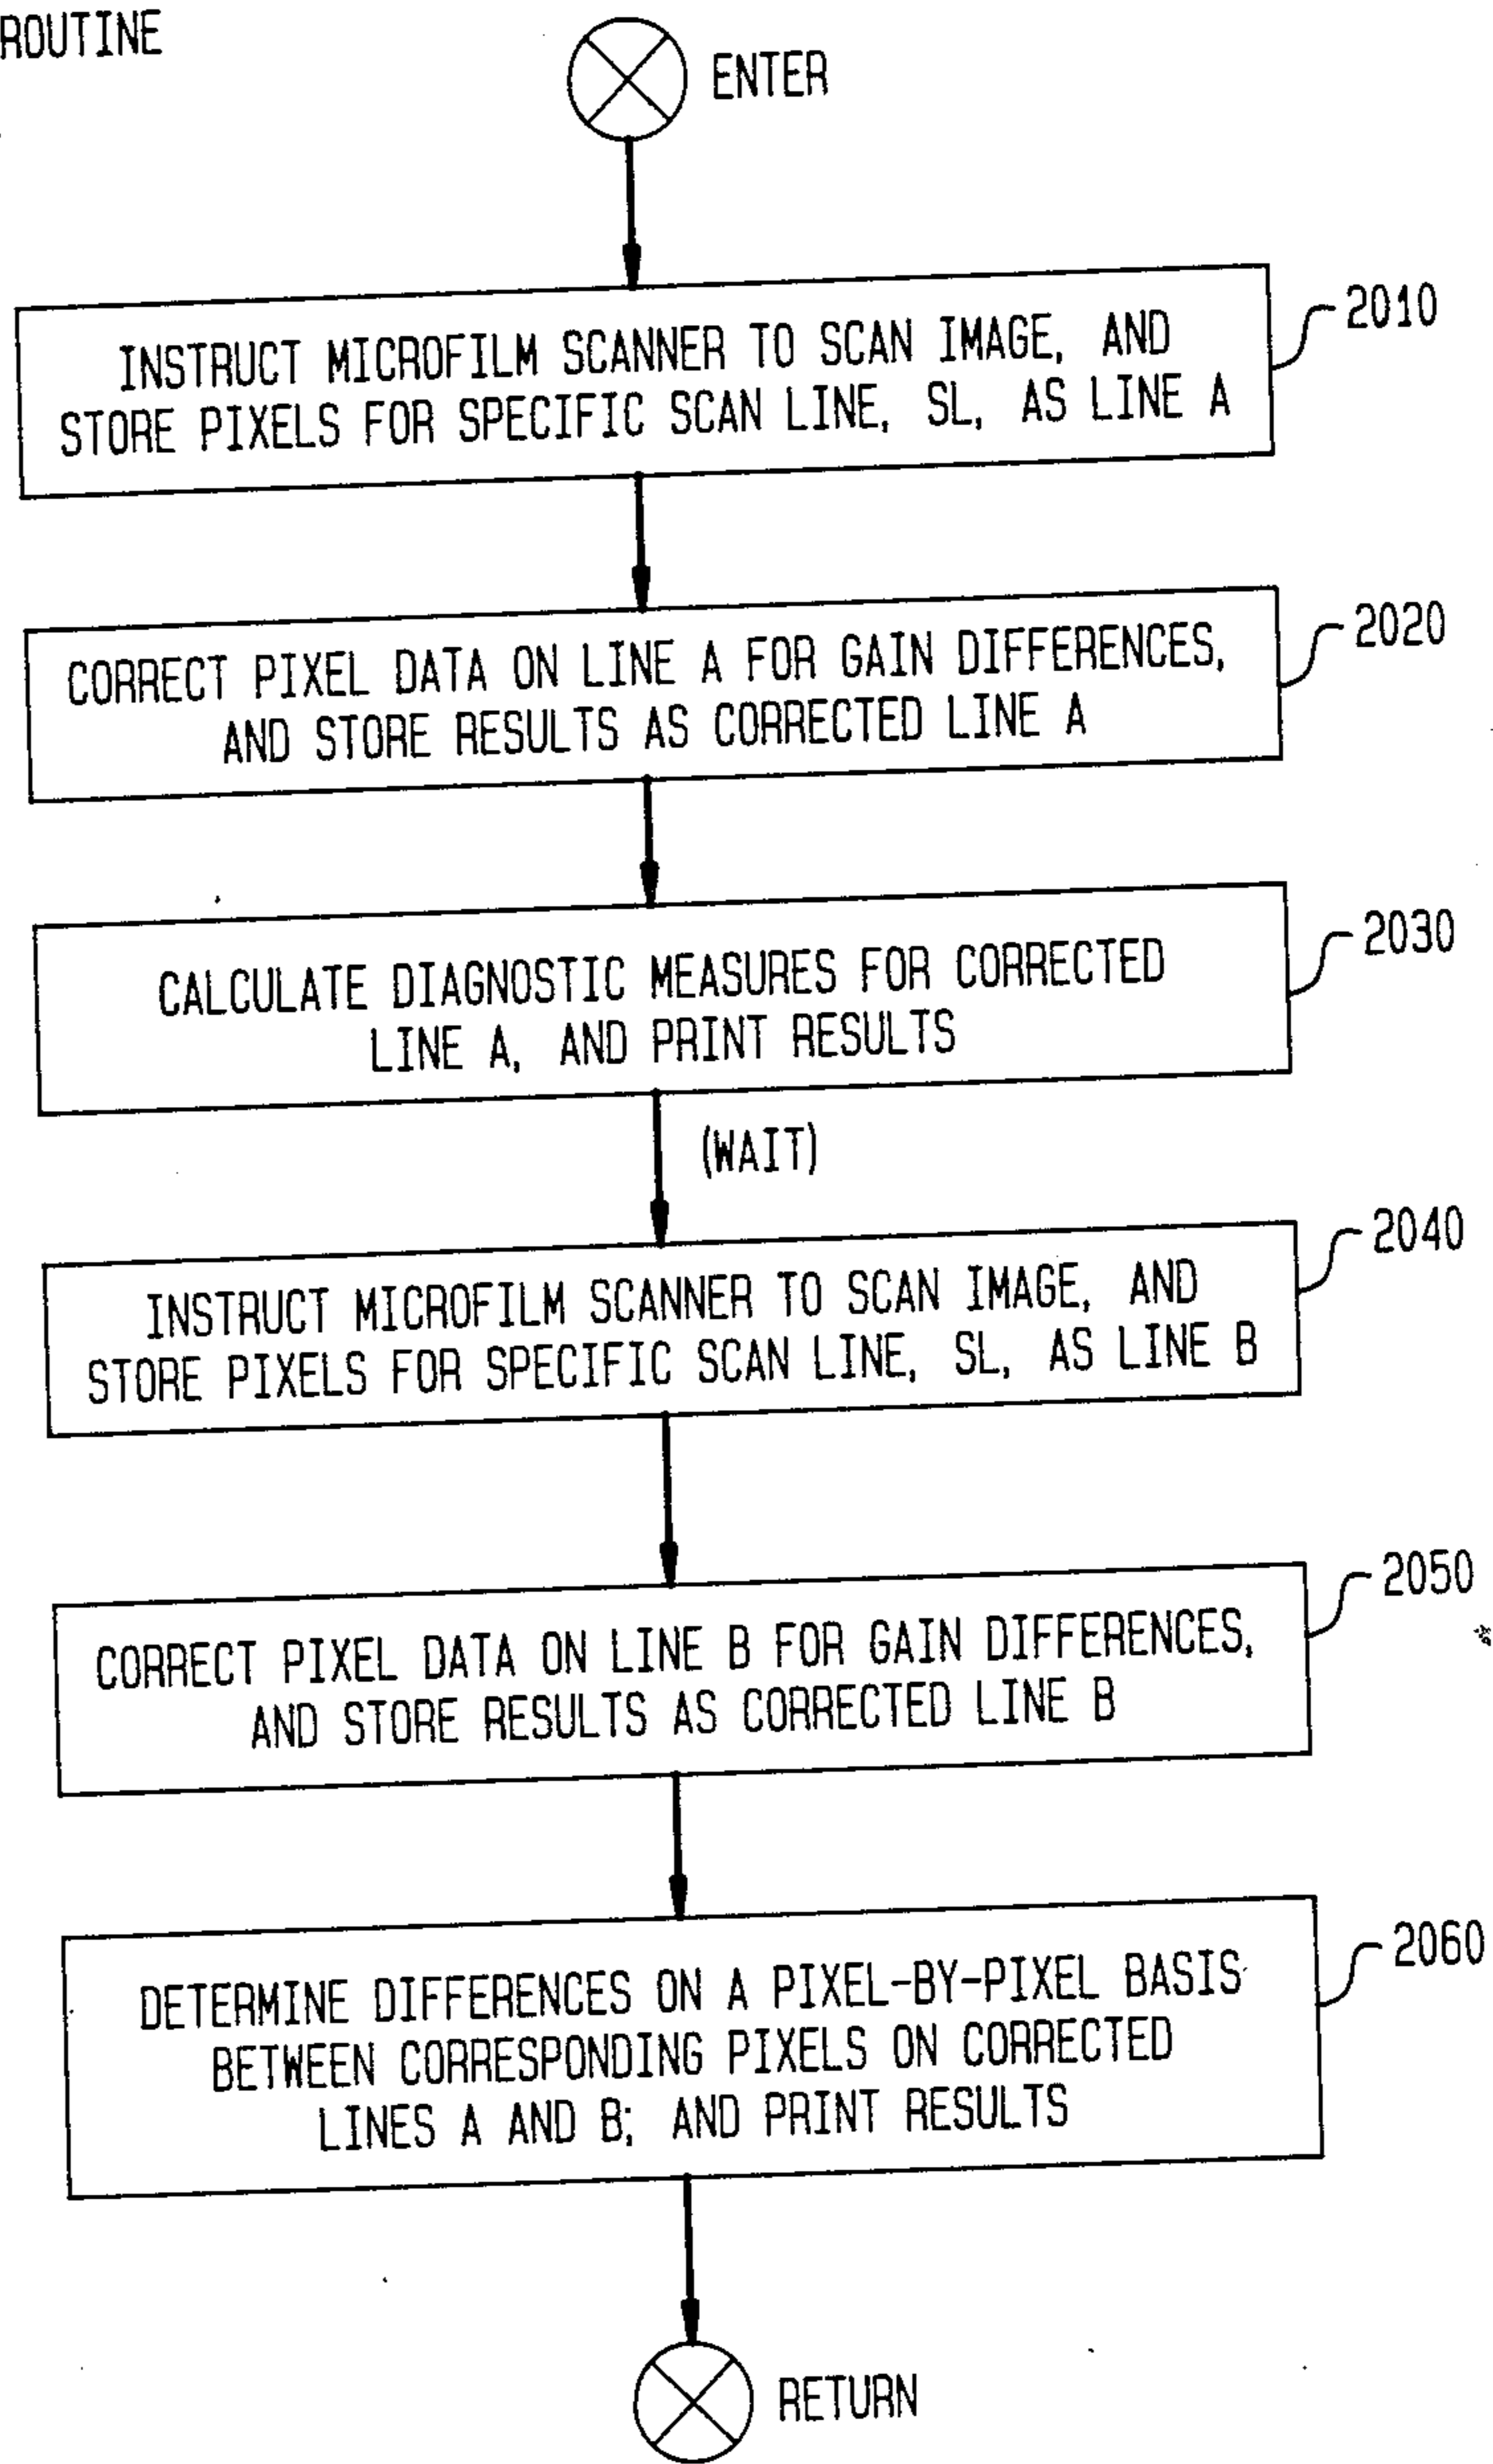 ROUTINE
ENTER
INSTRUCT MICROFILM SCANNER TO SCAN IMAGE, AND
STORE PIXELS FOR SPECIFIC SCAN LINE, SL, AS LINE A
2010
CORRECT PIXEL DATA ON LINE A FOR GAIN DIFFERENCES,
AND STORE RESULTS AS CORRECTED LINE A
2020
CALCULATE DIAGNOSTIC MEASURES FOR CORRECTED
LINE A, AND PRINT RESULTS
2030
(WAIT)
INSTRUCT MICROFILM SCANNER TO SCAN IMAGE, AND
STORE PIXELS FOR SPECIFIC SCAN LINE, SL, AS LINE B
2040
CORRECT PIXEL DATA ON LINE B FOR GAIN DIFFERENCES,
AND STORE RESULTS AS CORRECTED LINE B
2050
DETERMINE DIFFERENCES ON A PIXEL-BY-PIXEL BASIS
BETWEEN CORRESPONDING PIXELS ON CORRECTED
LINES A AND B; AND PRINT RESULTS
2060
RETURN